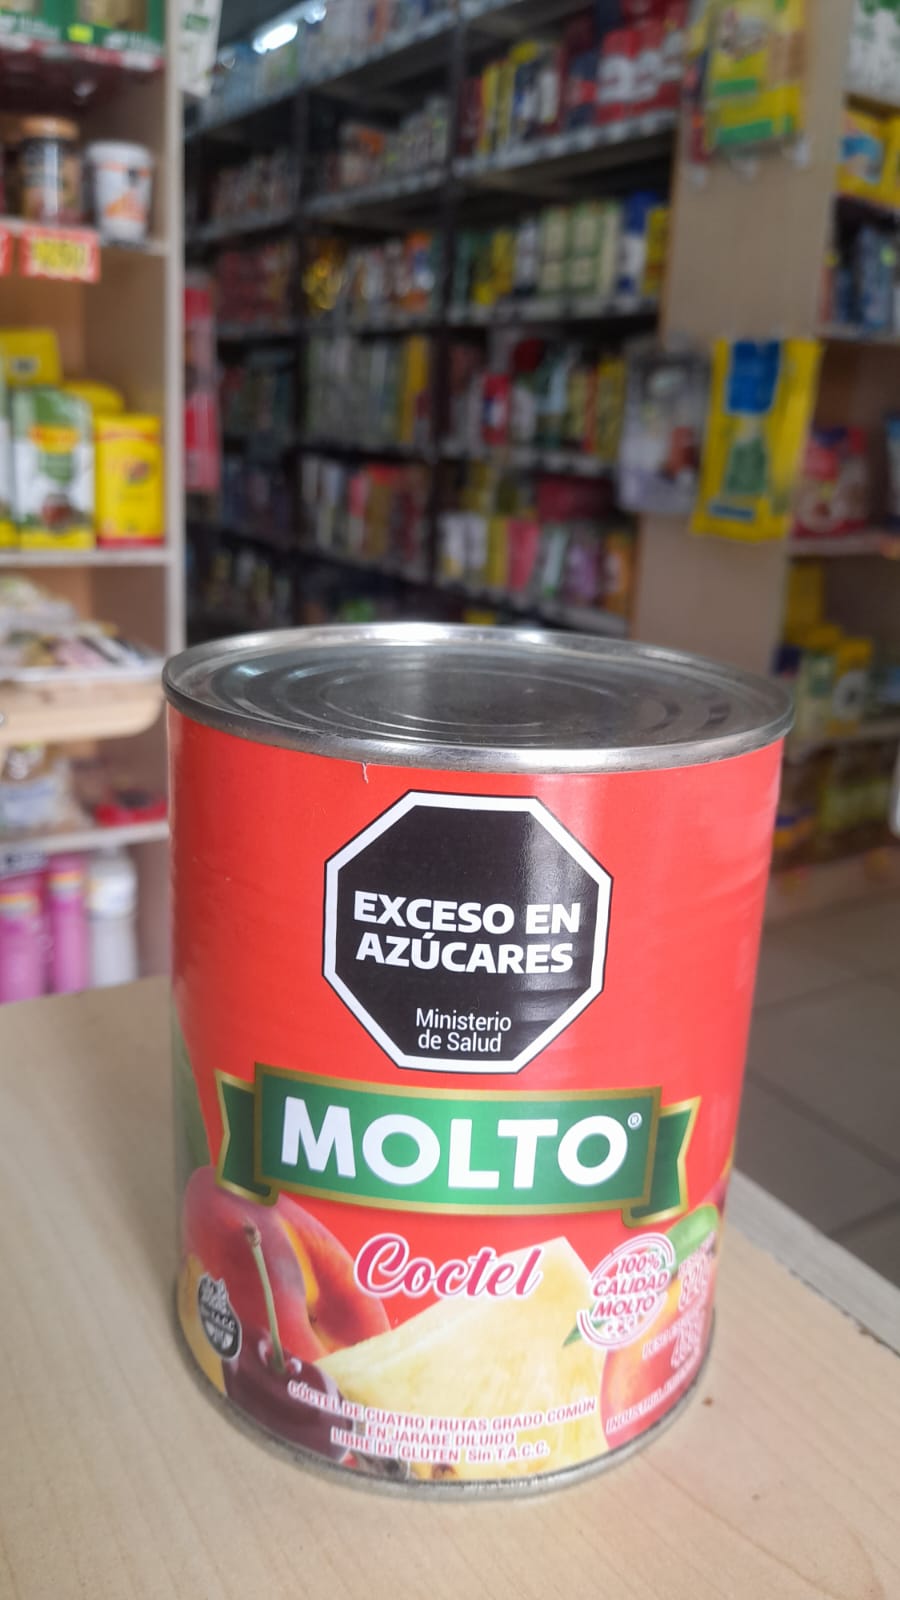 EXCESO EN
AZÚCARES
Ministerio
de Salud
MOLTO®
Coctel
100%
CALIDAD
MOLTO
CÓCTEL DE CUATRO FRUTAS GRADO COMÚN
EN JARABE DILUIDO
LIBRE DE GLUTEN Sin T.A.C.C.